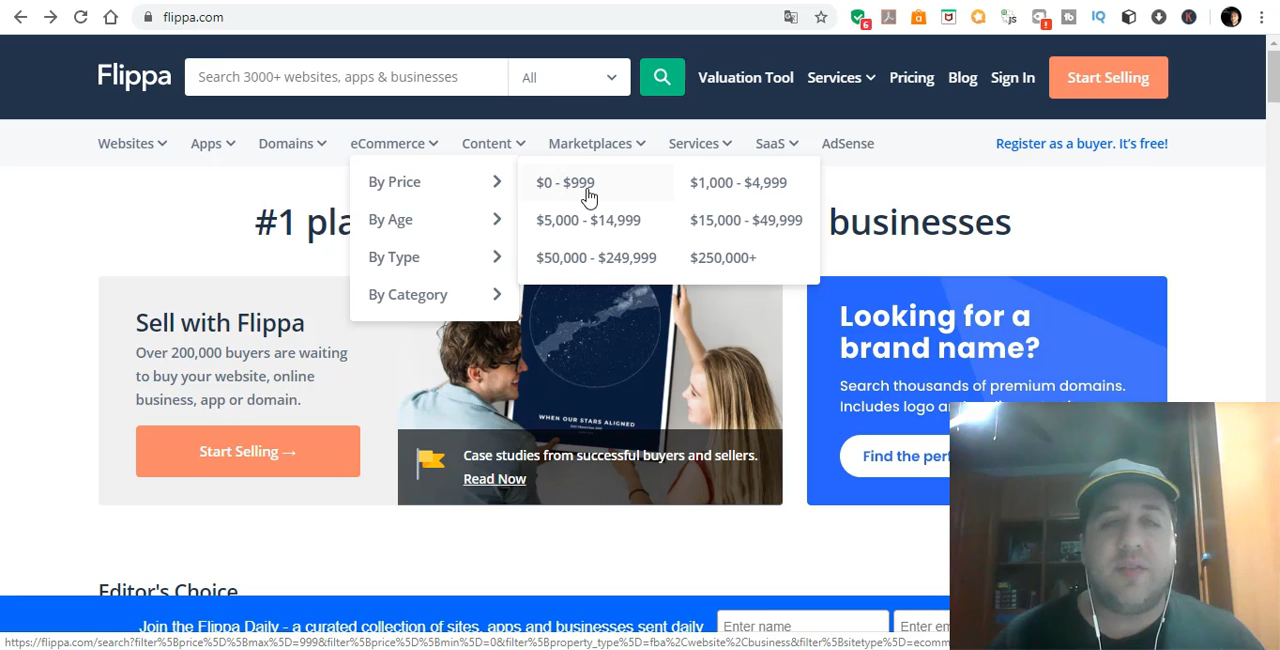 flippa.com
6
Flippa
Search 3000+ websites, apps & businesses
All
Valuation Tool
Services
Pricing
Blog
Sign In
Start Selling
Websites
Apps
Domains
eCommerce
Content
Marketplaces
Services
SaaS
AdSense
Register as a buyer. It's free!
By Price
By Age
By Type
By Category
$0 - $999
$1,000 - $4,999
$5,000 - $14,999
$15,000 - $49,999
$50,000 - $249,999
$250,000+
#1 pla
businesses
Sell with Flippa
Over 200,000 buyers are waiting
to buy your website, online
business, app or domain.
Start Selling →
WHEN OUR STARS ALIGNED
Case studies from successful buyers and sellers.
Read Now
Looking for a
brand name?
Search thousands of premium domains.
Includes logo an
Find the perf
Editor's Choice
Join the Flippa Daily - a curated collection of sites, apps and businesses sent daily
Enter name
Enter em
https://flippa.com/search?filter%5Bprice%5D%5Bmax%5D=999&filter%5Bprice%5D%5Bmin%5D=0&filter%5Bproperty_type%5D=fba%2Cwebsite%2Cbusiness&filter%5Bsitetype%5D=ecomm